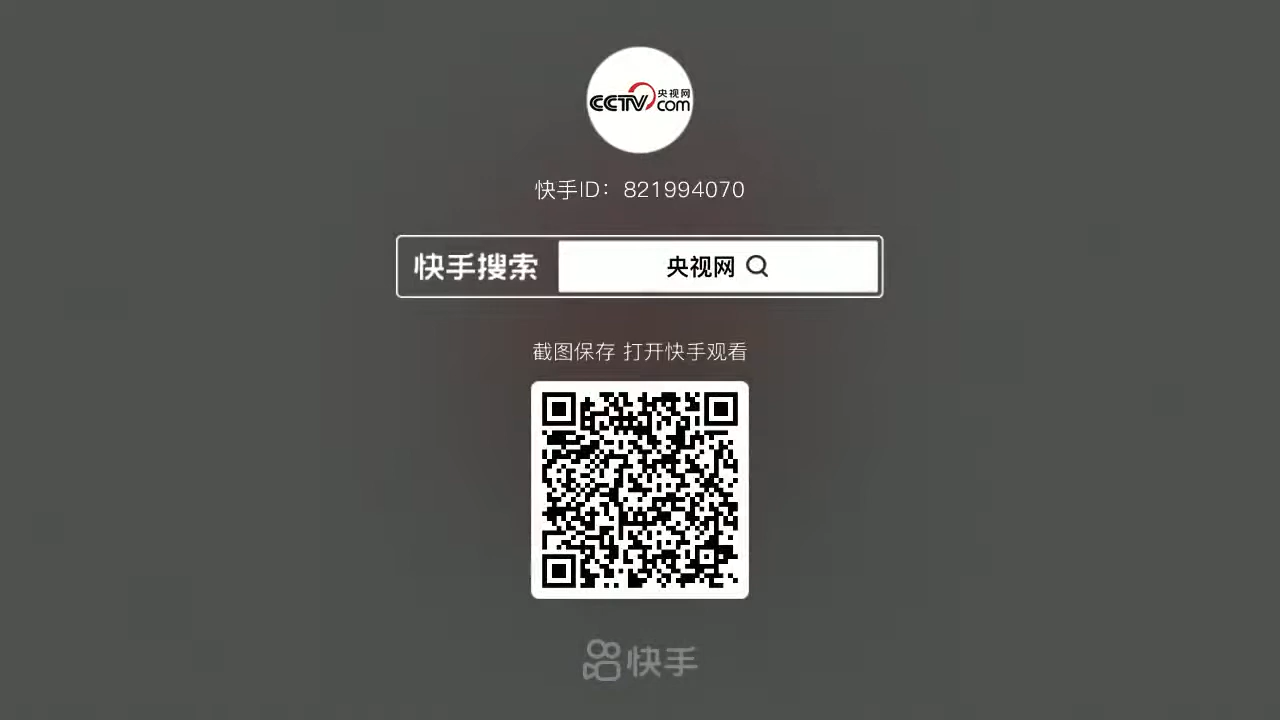 CCTV 央视网
com
快手ID：821994070
快手搜索 央视网
截图保存 打开快手观看
快手